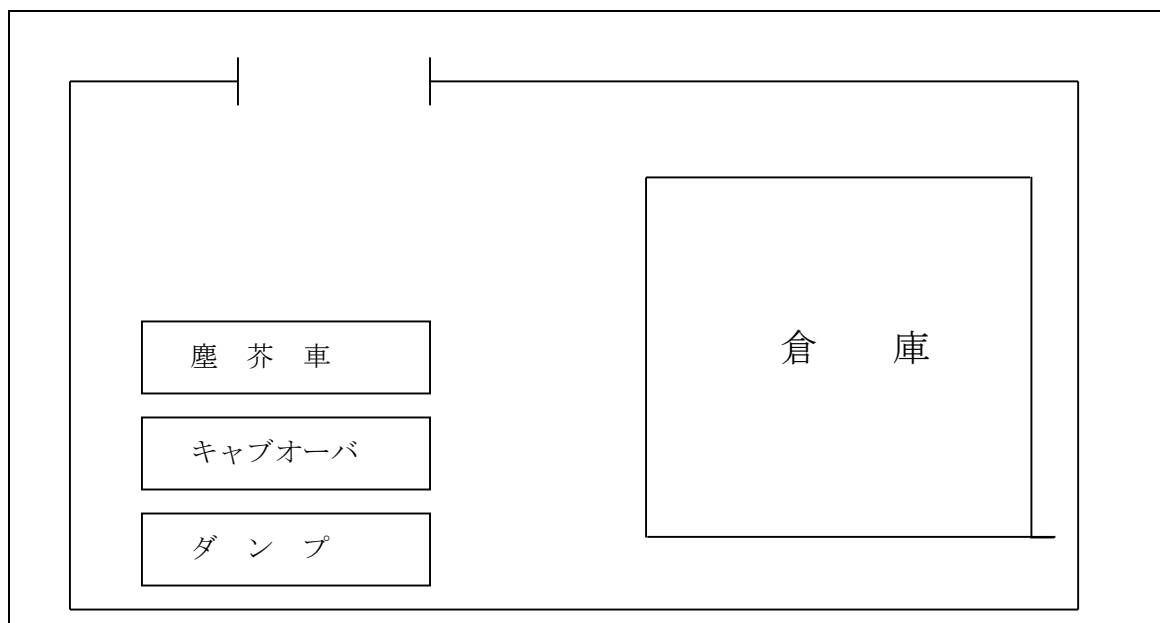 倉　　庫
塵　芥　車
キャブオーバ
ダ　ン　プ